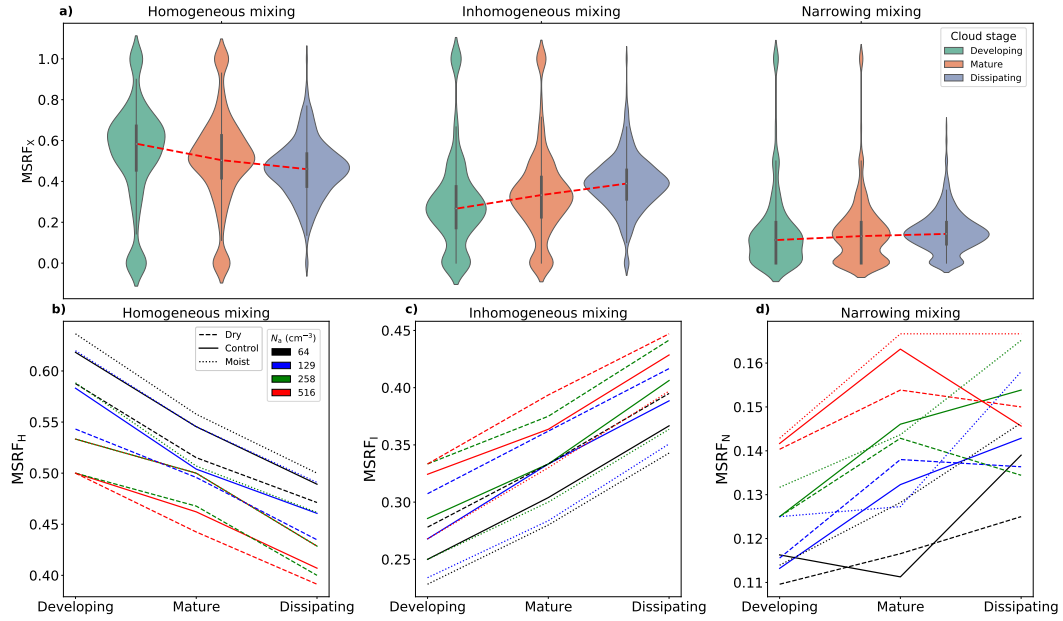 a)
Homogeneous mixing
Inhomogeneous mixing
Narrowing mixing
MSRF_X
1.0
0.8
0.6
0.4
0.2
0.0
Cloud stage
Developing
Mature
Dissipating
b)
Homogeneous mixing
MSRF_H
0.60
0.55
0.50
0.45
0.40
Dry
Control
Moist
N_a (cm⁻³)
64
129
258
516
Developing
Mature
Dissipating
c)
Inhomogeneous mixing
MSRF_I
0.45
0.40
0.35
0.30
0.25
Developing
Mature
Dissipating
d)
Narrowing mixing
MSRF_N
0.16
0.15
0.14
0.13
0.12
0.11
Developing
Mature
Dissipating